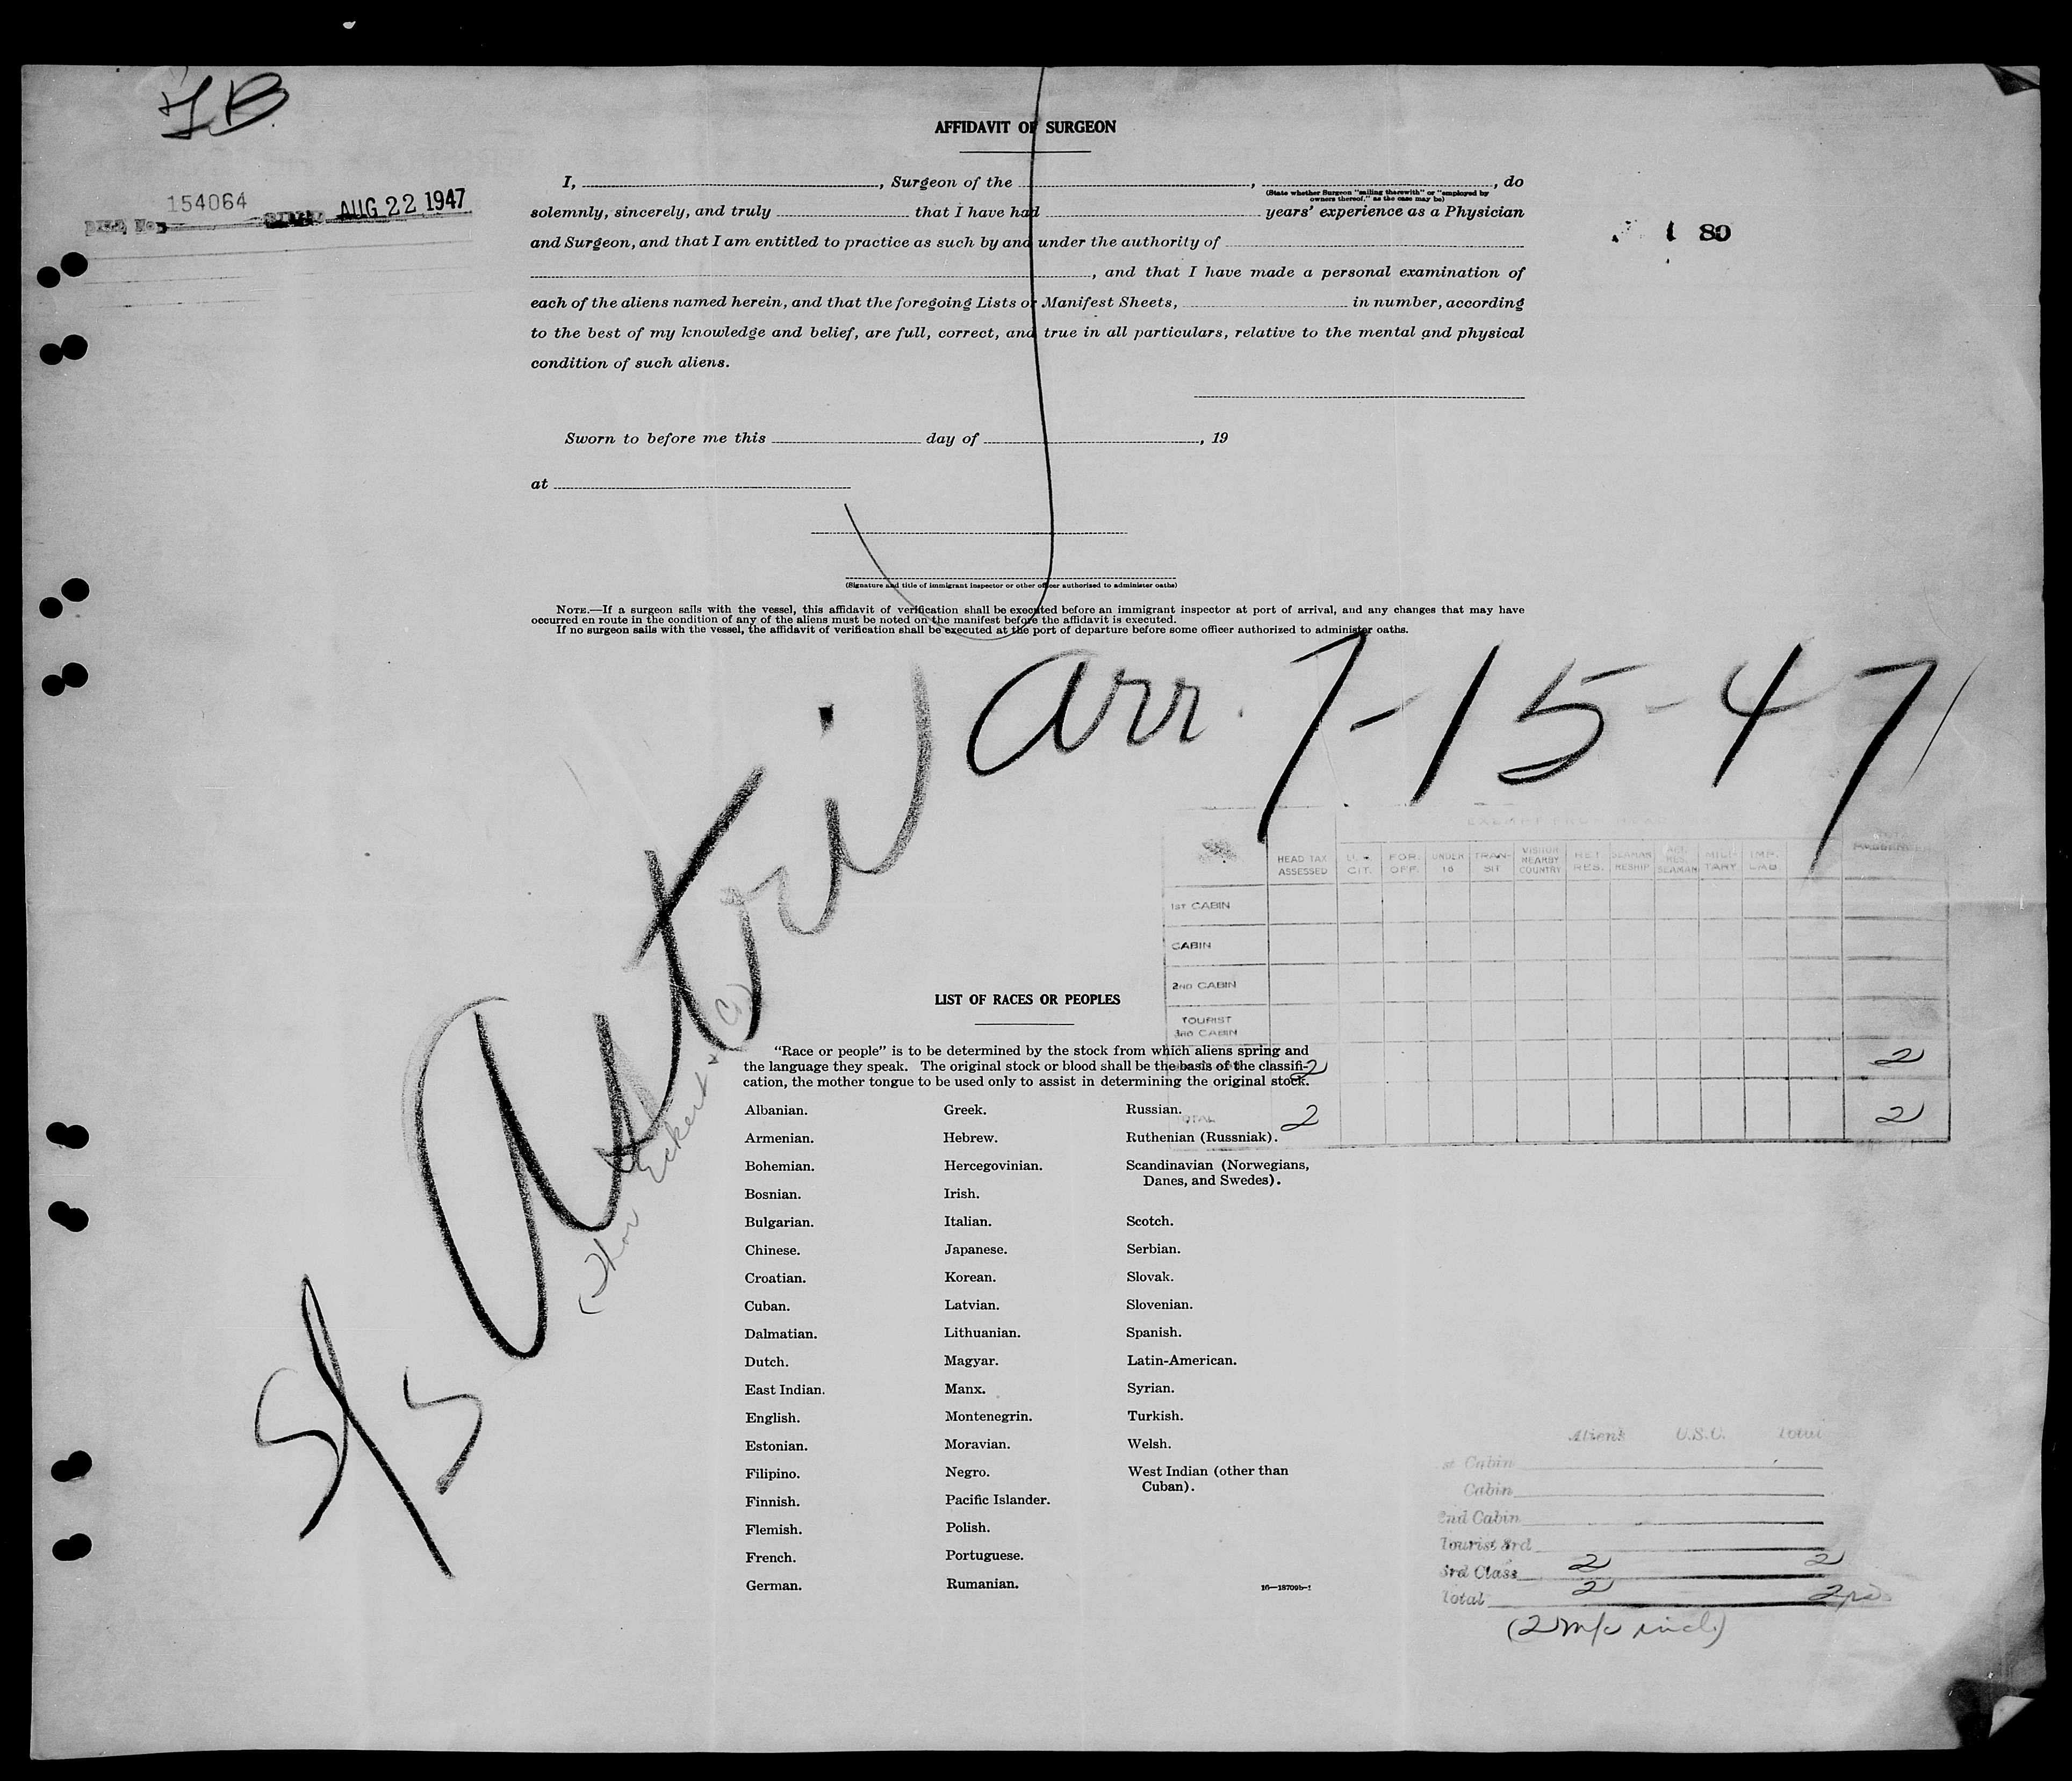 AFFIDAVIT OF SURGEON
154064
BILL No. AUG 22 1947
80
I, , Surgeon of the , , do
(State whether Surgeon "sailing therewith" or "employed by
owners thereof," as the case may be)
solemnly, sincerely, and truly that I have had years' experience as a Physician
and Surgeon, and that I am entitled to practice as such by and under the authority of
, and that I have made a personal examination of
each of the aliens named herein, and that the foregoing Lists or Manifest Sheets, in number, according
to the best of my knowledge and belief, are full, correct, and true in all particulars, relative to the mental and physical
condition of such aliens.
Sworn to before me this day of , 19
at
(Signature and title of immigrant inspector or other officer authorized to administer oaths)
NOTE.—If a surgeon sails with the vessel, this affidavit of verification shall be executed before an immigrant inspector at port of arrival, and any changes that may have
occurred en route in the condition of any of the aliens must be noted on the manifest before the affidavit is executed.
If no surgeon sails with the vessel, the affidavit of verification shall be executed at the port of departure before some officer authorized to administer oaths.
S/S Astri arr. 7-15-47
(Thor Eckert & Co)
HEAD TAX ASSESSED
U. S. CIT.
FOR. OFF.
UNDER 16
TRAN- SIT
VISITOR NEARBY COUNTRY
RET. RES.
SEAMAN RESHIP
MILI- TARY
1ST CABIN
CABIN
2ND CABIN
TOURIST
3RD CABIN
2 2
TOTAL 2 2
LIST OF RACES OR PEOPLES
"Race or people" is to be determined by the stock from which aliens spring and
the language they speak. The original stock or blood shall be the basis of the classifi-
cation, the mother tongue to be used only to assist in determining the original stock.
Albanian.
Armenian.
Bohemian.
Bosnian.
Bulgarian.
Chinese.
Croatian.
Cuban.
Dalmatian.
Dutch.
East Indian.
English.
Estonian.
Filipino.
Finnish.
Flemish.
French.
German.
Greek.
Hebrew.
Hercegovinian.
Irish.
Italian.
Japanese.
Korean.
Latvian.
Lithuanian.
Magyar.
Manx.
Montenegrin.
Moravian.
Negro.
Pacific Islander.
Polish.
Portuguese.
Rumanian.
Russian.
Ruthenian (Russniak).
Scandinavian (Norwegians,
Danes, and Swedes).
Scotch.
Serbian.
Slovak.
Slovenian.
Spanish.
Latin-American.
Syrian.
Turkish.
Welsh.
West Indian (other than
Cuban).
16—18709b-1
Aliens U.S.C. Total
st Cabin
Cabin
2nd Cabin
Tourist 3rd
3rd Class 2 2
Total 2 2
(2 m/c incl.)